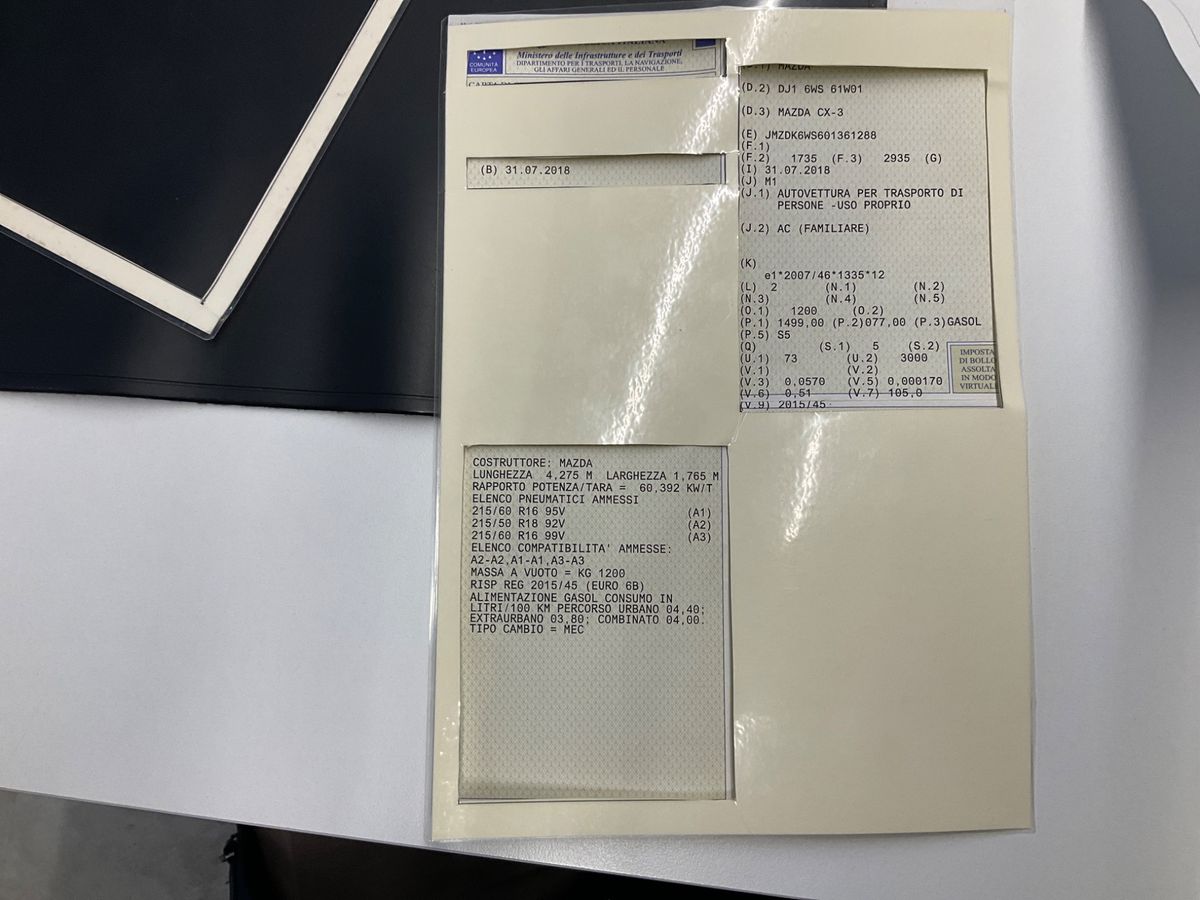 COMUNITÀ
EUROPEA
Ministero delle Infrastrutture e dei Trasporti
DIPARTIMENTO PER I TRASPORTI, LA NAVIGAZIONE,
GLI AFFARI GENERALI ED IL PERSONALE
(B) 31.07.2018
MAZDA
(D.2) DJ1 6WS 61W01
(D.3) MAZDA CX-3
(E) JMZDK6WS601361288
(F.1)
(F.2) 1735 (F.3) 2935 (G)
(I) 31.07.2018
(J) M1
(J.1) AUTOVETTURA PER TRASPORTO DI
PERSONE -USO PROPRIO
(J.2) AC (FAMILIARE)
(K)
e1*2007/46*1335*12
(L) 2 (N.1) (N.2)
(N.3) (N.4) (N.5)
(O.1) 1200 (O.2)
(P.1) 1499,00 (P.2)077,00 (P.3)GASOL
(P.5) S5
(Q) (S.1) 5 (S.2)
(U.1) 73 (U.2) 3000
(V.1) (V.2)
(V.3) 0,0570 (V.5) 0,000170
(V.6) 0,51 (V.7) 105,0
(V.9) 2015/45
IMPOSTA
DI BOLLO
ASSOLTA
IN MODO
VIRTUALE
COSTRUTTORE: MAZDA
LUNGHEZZA 4,275 M LARGHEZZA 1,765 M
RAPPORTO POTENZA/TARA = 60,392 KW/T
ELENCO PNEUMATICI AMMESSI
215/60 R16 95V (A1)
215/50 R18 92V (A2)
215/60 R16 99V (A3)
ELENCO COMPATIBILITA' AMMESSE:
A2-A2,A1-A1,A3-A3
MASSA A VUOTO = KG 1200
RISP REG 2015/45 (EURO 6B)
ALIMENTAZIONE GASOL CONSUMO IN
LITRI/100 KM PERCORSO URBANO 04,40;
EXTRAURBANO 03,80; COMBINATO 04,00.
TIPO CAMBIO = MEC